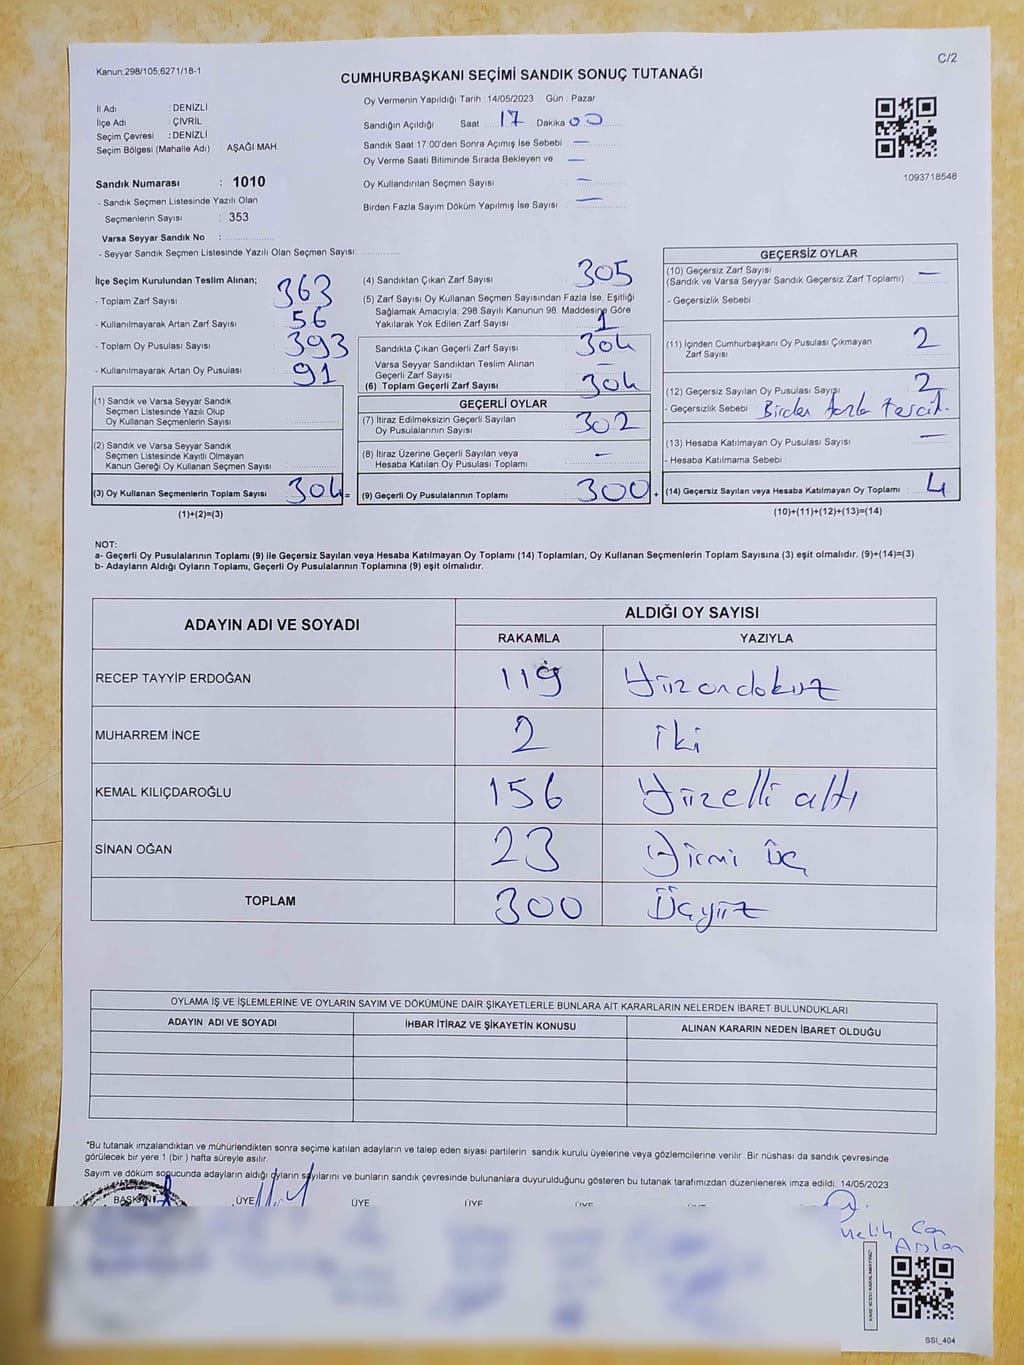 Kanun;298/105;6271/18-1
C/2
CUMHURBAŞKANI SEÇİMİ SANDIK SONUÇ TUTANAĞI
İl Adı : DENİZLİ
İlçe Adı : ÇİVRİL
Seçim Çevresi : DENİZLİ
Seçim Bölgesi (Mahalle Adı) : AŞAĞI MAH.
Sandık Numarası : 1010
- Sandık Seçmen Listesinde Yazılı Olan
Seçmenlerin Sayısı : 353
Varsa Seyyar Sandık No :
- Seyyar Sandık Seçmen Listesinde Yazılı Olan Seçmen Sayısı:
Oy Vermenin Yapıldığı Tarih : 14/05/2023 Gün : Pazar
Sandığın Açıldığı Saat : 17 Dakika 00
Sandık Saat 17:00'den Sonra Açımış İse Sebebi : —
Oy Verme Saati Bitiminde Sırada Bekleyen ve —
Oy Kullandırılan Seçmen Sayısı : —
Birden Fazla Sayım Döküm Yapılmış İse Sayısı : —
1093718548
İlçe Seçim Kurulundan Teslim Alınan;
- Toplam Zarf Sayısı 363
- Kullanılmayarak Artan Zarf Sayısı : 56
- Toplam Oy Pusulası Sayısı : 393
- Kullanılmayarak Artan Oy Pusulası : 91
(1) Sandık ve Varsa Seyyar Sandık
Seçmen Listesinde Yazılı Olup
Oy Kullanan Seçmenlerin Sayısı :
(2) Sandık ve Varsa Seyyar Sandık
Seçmen Listesinde Kayıtlı Olmayan
Kanun Gereği Oy Kullanan Seçmen Sayısı :
(3) Oy Kullanan Seçmenlerin Toplam Sayısı : 304 =
(1)+(2)=(3)
(4) Sandıktan Çıkan Zarf Sayısı : 305
(5) Zarf Sayısı Oy Kullanan Seçmen Sayısından Fazla İse, Eşitliği
Sağlamak Amacıyla; 298 Sayılı Kanunun 98. Maddesine Göre
Yakılarak Yok Edilen Zarf Sayısı : 1
Sandıkta Çıkan Geçerli Zarf Sayısı : 304
Varsa Seyyar Sandıktan Teslim Alınan
Geçerli Zarf Sayısı : —
(6) Toplam Geçerli Zarf Sayısı : 304
GEÇERLİ OYLAR
(7) İtiraz Edilmeksizin Geçerli Sayılan
Oy Pusulalarının Sayısı : 302
(8) İtiraz Üzerine Geçerli Sayılan veya
Hesaba Katılan Oy Pusulası Toplamı : —
(9) Geçerli Oy Pusulalarının Toplamı : 300 +
GEÇERSİZ OYLAR
(10) Geçersiz Zarf Sayısı : —
(Sandık ve Varsa Seyyar Sandık Geçersiz Zarf Toplamı)
- Geçersizlik Sebebi :
(11) İçinden Cumhurbaşkanı Oy Pusulası Çıkmayan
Zarf Sayısı : 2
(12) Geçersiz Sayılan Oy Pusulası Sayısı : 2
- Geçersizlik Sebebi : Birden fazla tercih.
(13) Hesaba Katılmayan Oy Pusulası Sayısı : —
- Hesaba Katılmama Sebebi :
(14) Geçersiz Sayılan veya Hesaba Katılmayan Oy Toplamı : 4
(10)+(11)+(12)+(13)=(14)
NOT:
a- Geçerli Oy Pusulalarının Toplamı (9) ile Geçersiz Sayılan veya Hesaba Katılmayan Oy Toplamı (14) Toplamları, Oy Kullanan Seçmenlerin Toplam Sayısına (3) eşit olmalıdır. (9)+(14)=(3)
b- Adayların Aldığı Oyların Toplamı, Geçerli Oy Pusulalarının Toplamına (9) eşit olmalıdır.
ADAYIN ADI VE SOYADI
ALDIĞI OY SAYISI
RAKAMLA YAZIYLA
RECEP TAYYİP ERDOĞAN 119 Yüzondokuz
MUHARREM İNCE 2 iki
KEMAL KILIÇDAROĞLU 156 Yüzelli altı
SİNAN OĞAN 23 Yirmi üç
TOPLAM 300 Üçyüz
OYLAMA İŞ VE İŞLEMLERİNE VE OYLARIN SAYIM VE DÖKÜMÜNE DAİR ŞİKAYETLERLE BUNLARA AİT KARARLARIN NELERDEN İBARET BULUNDUKLARI
ADAYIN ADI VE SOYADI İHBAR İTİRAZ VE ŞİKAYETİN KONUSU ALINAN KARARIN NEDEN İBARET OLDUĞU
*Bu tutanak imzalandıktan ve mühürlendikten sonra seçime katılan adayların ve talep eden siyasi partilerin sandık kurulu üyelerine veya gözlemcilerine verilir. Bir nüshası da sandık çevresinde
görülecek bir yere 1 (bir ) hafta süreyle asılır.
Sayım ve döküm sonucunda adayların aldığı oyların sayılarını ve bunların sandık çevresinde bulunanlara duyurulduğunu gösteren bu tutanak tarafımızdan düzenlenerek imza edildi. 14/05/2023
BAŞKAN ÜYE ÜYE ÜYE ÜYE
Melih Can
Arslan
SSI_404